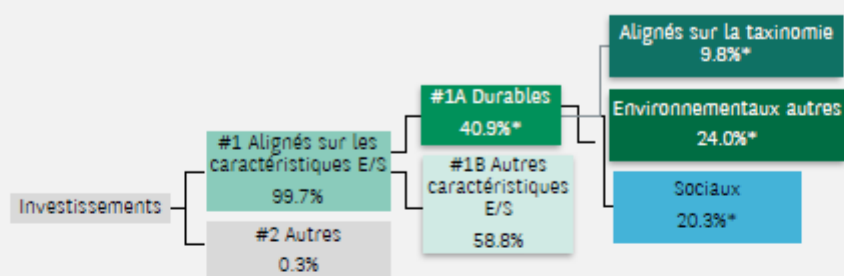 Investissements
#1 Alignés sur les
caractéristiques E/S
99.7%
#2 Autres
0.3%
#1A Durables
40.9%*
#1B Autres
caractéristiques
E/S
58.8%
Alignés sur la taxinomie
9.8%*
Environnementaux autres
24.0%*
Sociaux
20.3%*